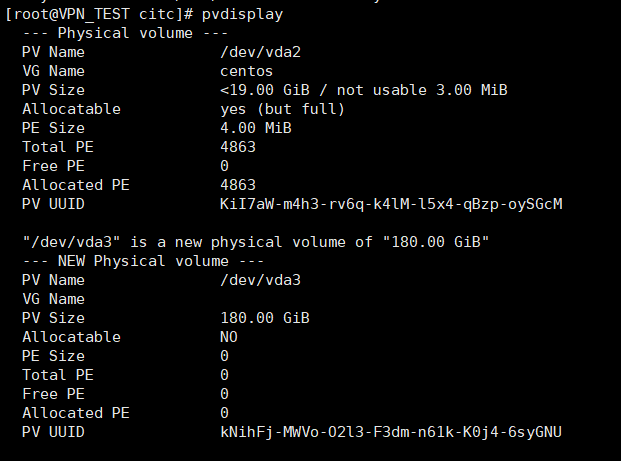 [root@VPN_TEST citc]# pvdisplay
--- Physical volume ---
PV Name /dev/vda2
VG Name centos
PV Size <19.00 GiB / not usable 3.00 MiB
Allocatable yes (but full)
PE Size 4.00 MiB
Total PE 4863
Free PE 0
Allocated PE 4863
PV UUID KiI7aW-m4h3-rv6q-k4lM-l5x4-qBzp-oySGcM
"/dev/vda3" is a new physical volume of "180.00 GiB"
--- NEW Physical volume ---
PV Name /dev/vda3
VG Name
PV Size 180.00 GiB
Allocatable NO
PE Size 0
Total PE 0
Free PE 0
Allocated PE 0
PV UUID kNihFj-MWVo-O2l3-F3dm-n61k-K0j4-6syGNU